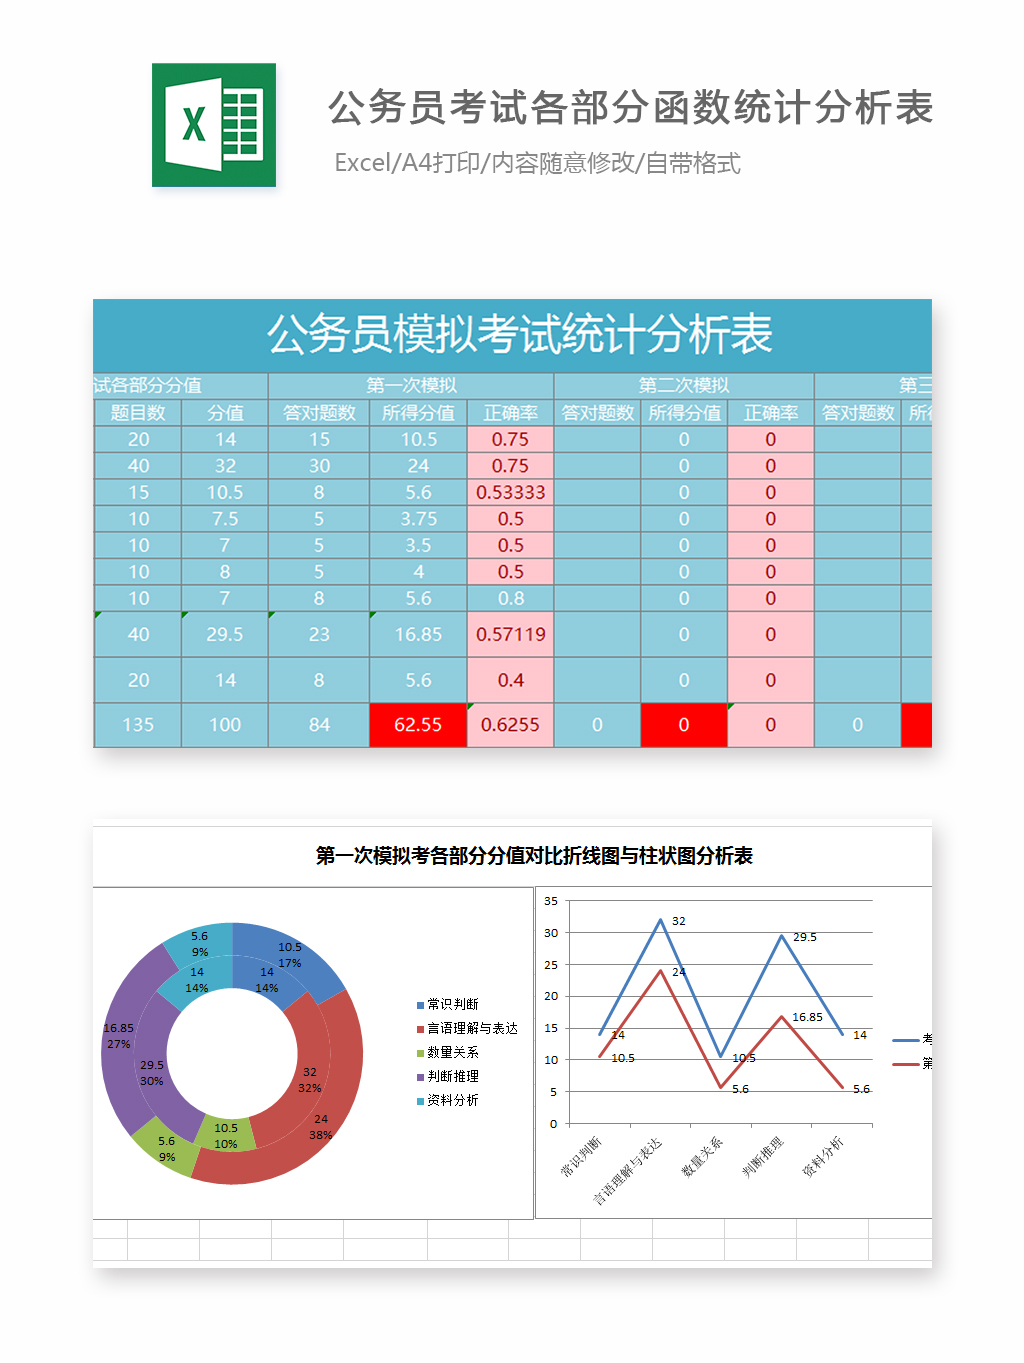 公务员考试各部分函数统计分析表
Excel/A4打印/内容随意修改/自带格式
公务员模拟考试统计分析表
试各部分分值 第一次模拟 第二次模拟 第三
题目数 分值 答对题数 所得分值 正确率 答对题数 所得分值 正确率 答对题数 所
20 14 15 10.5 0.75 0 0
40 32 30 24 0.75 0 0
15 10.5 8 5.6 0.53333 0 0
10 7.5 5 3.75 0.5 0 0
10 7 5 3.5 0.5 0 0
10 8 5 4 0.5 0 0
10 7 8 5.6 0.8 0 0
40 29.5 23 16.85 0.57119 0 0
20 14 8 5.6 0.4 0 0
135 100 84 62.55 0.6255 0 0 0 0
第一次模拟考各部分分值对比折线图与柱状图分析表
5.6
9%
10.5
17%
14
14%
14
14%
16.85
27%
29.5
30%
32
32%
24
38%
10.5
10%
5.6
9%
常识判断
言语理解与表达
数量关系
判断推理
资料分析
35
30
25
20
15
10
5
0
32
29.5
24
16.85
14
14
10.5
10.5
5.6
5.6
常识判断
言语理解与表达
数量关系
判断推理
资料分析
考
第